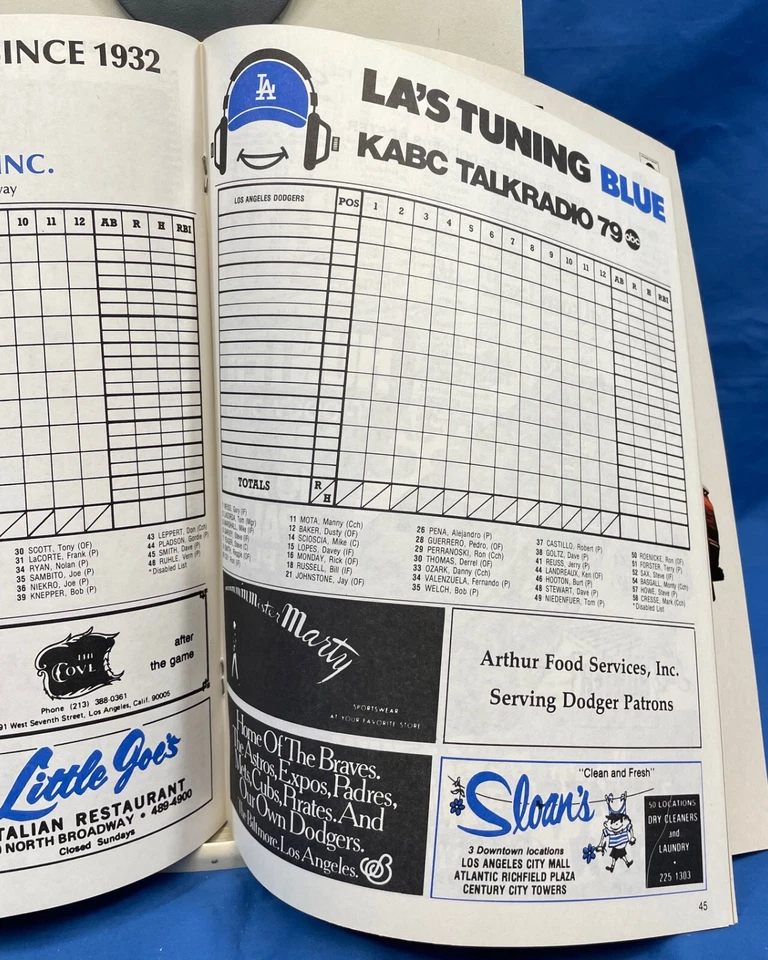 SINCE 1932
INC.
way
10 11 12 AB R H RBI
30 SCOTT, Tony (OF)
31 LaCORTE, Frank (P)
34 RYAN, Nolan (P)
35 SAMBITO, Joe (P)
36 NIEKRO, Joe (P)
39 KNEPPER, Bob (P)
43 LEPPERT, Don (Cch)
44 PLADSON, Gordie (P)
45 SMITH, Dave (P)
48 RUHLE, Vern (P)
*Disabled List
THE
COVE
after
the game
Phone (213) 388-0361
91 West Seventh Street, Los Angeles, Calif. 90005
Little Joe's
ITALIAN RESTAURANT
NORTH BROADWAY • 489-4900
Closed Sundays
LA
LA'S TUNING BLUE
KABC TALKRADIO 79 abc
LOS ANGELES DODGERS POS 1 2 3 4 5 6 7 8 9 10 11 12 AB R H RBI
TOTALS R/H
11 MOTA, Manny (Cch)
12 BAKER, Dusty (OF)
14 SCIOSCIA, Mike (C)
15 LOPES, Davey (IF)
16 MONDAY, Rick (OF)
18 RUSSELL, Bill (IF)
21 JOHNSTONE, Jay (OF)
26 PENA, Alejandro (P)
28 GUERRERO, Pedro, (OF)
29 PERRANOSKI, Ron (Cch)
30 THOMAS, Derrel (OF)
33 OZARK, Danny (Cch)
34 VALENZUELA, Fernando (P)
35 WELCH, Bob (P)
37 CASTILLO, Robert (P)
38 GOLTZ, Dave (P)
41 REUSS, Jerry (P)
44 LANDREAUX, Ken (OF)
46 HOOTON, Burt (P)
48 STEWART, Dave (P)
49 NIEDENFUER, Tom (P)
50 ROENICKE, Ron (OF)
51 FORSTER, Terry (P)
52 SAX, Steve (IF)
54 BASGALL, Monty (Cch)
57 HOWE, Steve (P)
58 CRESSE, Mark (Cch)
*Disabled List
mister Marty
SPORTSWEAR
AT YOUR FAVORITE STORE
Arthur Food Services, Inc.
Serving Dodger Patrons
Home Of The Braves.
The Astros, Expos, Padres,
Mets, Cubs, Pirates. And
Our Own Dodgers.
The Biltmore. Los Angeles.
"Clean and Fresh"
Sloan's
3 Downtown locations
LOS ANGELES CITY MALL
ATLANTIC RICHFIELD PLAZA
CENTURY CITY TOWERS
50 LOCATIONS
DRY CLEANERS
and
LAUNDRY
•
225 1303
45